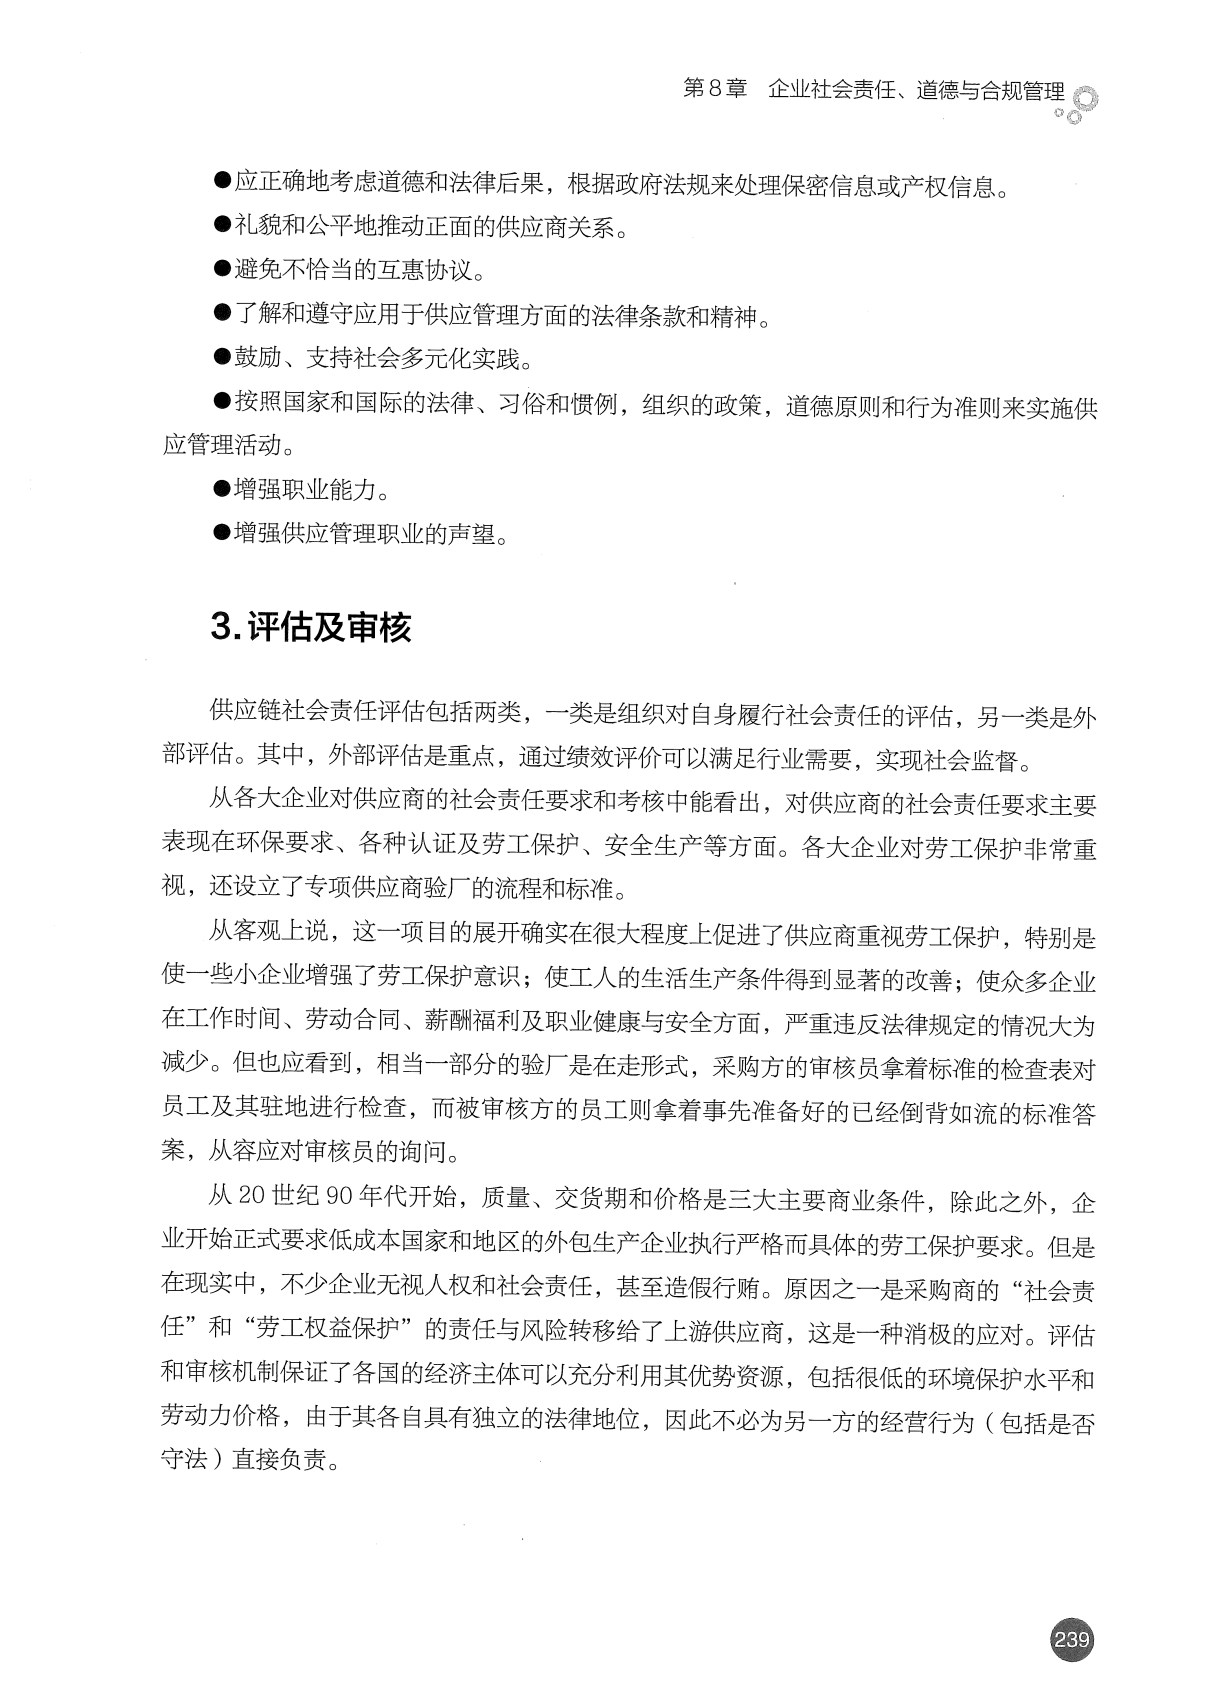 第8章 企业社会责任、道德与合规管理
●应正确地考虑道德和法律后果，根据政府法规来处理保密信息或产权信息。
●礼貌和公平地推动正面的供应商关系。
●避免不恰当的互惠协议。
●了解和遵守应用于供应管理方面的法律条款和精神。
●鼓励、支持社会多元化实践。
●按照国家和国际的法律、习俗和惯例，组织的政策，道德原则和行为准则来实施供
应管理活动。
●增强职业能力。
●增强供应管理职业的声望。
3.评估及审核
供应链社会责任评估包括两类，一类是组织对自身履行社会责任的评估，另一类是外
部评估。其中，外部评估是重点，通过绩效评价可以满足行业需要，实现社会监督。
从各大企业对供应商的社会责任要求和考核中能看出，对供应商的社会责任要求主要
表现在环保要求、各种认证及劳工保护、安全生产等方面。各大企业对劳工保护非常重
视，还设立了专项供应商验厂的流程和标准。
从客观上说，这一项目的展开确实在很大程度上促进了供应商重视劳工保护，特别是
使一些小企业增强了劳工保护意识；使工人的生活生产条件得到显著的改善；使众多企业
在工作时间、劳动合同、薪酬福利及职业健康与安全方面，严重违反法律规定的情况大为
减少。但也应看到，相当一部分的验厂是在走形式，采购方的审核员拿着标准的检查表对
员工及其驻地进行检查，而被审核方的员工则拿着事先准备好的已经倒背如流的标准答
案，从容应对审核员的询问。
从 20 世纪 90 年代开始，质量、交货期和价格是三大主要商业条件，除此之外，企
业开始正式要求低成本国家和地区的外包生产企业执行严格而具体的劳工保护要求。但是
在现实中，不少企业无视人权和社会责任，甚至造假行贿。原因之一是采购商的“社会责
任”和“劳工权益保护”的责任与风险转移给了上游供应商，这是一种消极的应对。评估
和审核机制保证了各国的经济主体可以充分利用其优势资源，包括很低的环境保护水平和
劳动力价格，由于其各自具有独立的法律地位，因此不必为另一方的经营行为（包括是否
守法）直接负责。
239